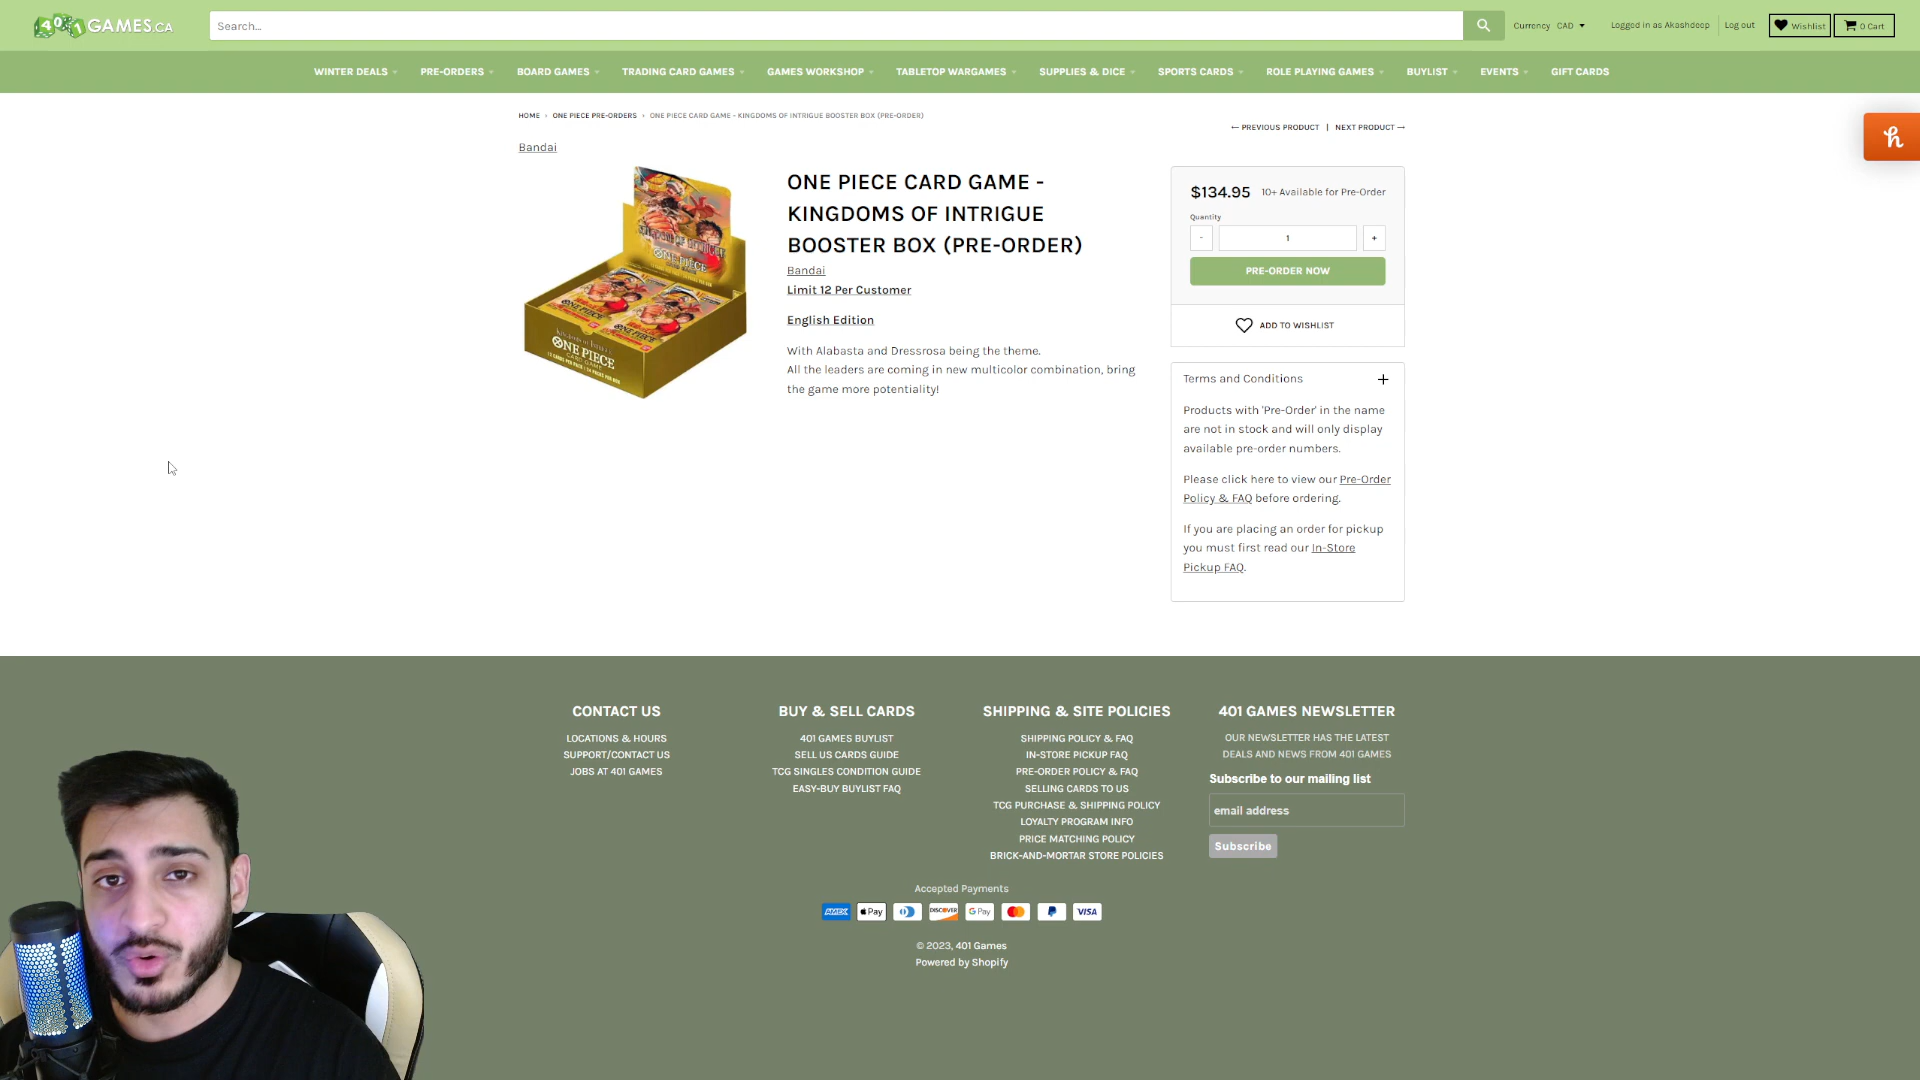 401GAMES.CA
Search...
Currency CAD
Logged in as Akashdeep
Log out
Wishlist
0 Cart
WINTER DEALS
PRE-ORDERS
BOARD GAMES
TRADING CARD GAMES
GAMES WORKSHOP
TABLETOP WARGAMES
SUPPLIES & DICE
SPORTS CARDS
ROLE PLAYING GAMES
BUYLIST
EVENTS
GIFT CARDS
HOME › ONE PIECE PRE-ORDERS › ONE PIECE CARD GAME - KINGDOMS OF INTRIGUE BOOSTER BOX (PRE-ORDER)
← PREVIOUS PRODUCT | NEXT PRODUCT →
Bandai
ONE PIECE
ONE PIECE
CARD GAME
ONE PIECE CARD GAME -
KINGDOMS OF INTRIGUE
BOOSTER BOX (PRE-ORDER)
Bandai
Limit 12 Per Customer
English Edition
With Alabasta and Dressrosa being the theme.
All the leaders are coming in new multicolor combination, bring
the game more potentiality!
$134.95 10+ Available for Pre-Order
Quantity
- 1 +
PRE-ORDER NOW
ADD TO WISHLIST
Terms and Conditions +
Products with 'Pre-Order' in the name
are not in stock and will only display
available pre-order numbers.
Please click here to view our Pre-Order
Policy & FAQ before ordering.
If you are placing an order for pickup
you must first read our In-Store
Pickup FAQ.
CONTACT US
LOCATIONS & HOURS
SUPPORT/CONTACT US
JOBS AT 401 GAMES
BUY & SELL CARDS
401 GAMES BUYLIST
SELL US CARDS GUIDE
TCG SINGLES CONDITION GUIDE
EASY-BUY BUYLIST FAQ
SHIPPING & SITE POLICIES
SHIPPING POLICY & FAQ
IN-STORE PICKUP FAQ
PRE-ORDER POLICY & FAQ
SELLING CARDS TO US
TCG PURCHASE & SHIPPING POLICY
LOYALTY PROGRAM INFO
PRICE MATCHING POLICY
BRICK-AND-MORTAR STORE POLICIES
401 GAMES NEWSLETTER
OUR NEWSLETTER HAS THE LATEST
DEALS AND NEWS FROM 401 GAMES
Subscribe to our mailing list
email address
Subscribe
Accepted Payments
AMEX
Pay
DISCOVER
G Pay
VISA
© 2023, 401 Games
Powered by Shopify